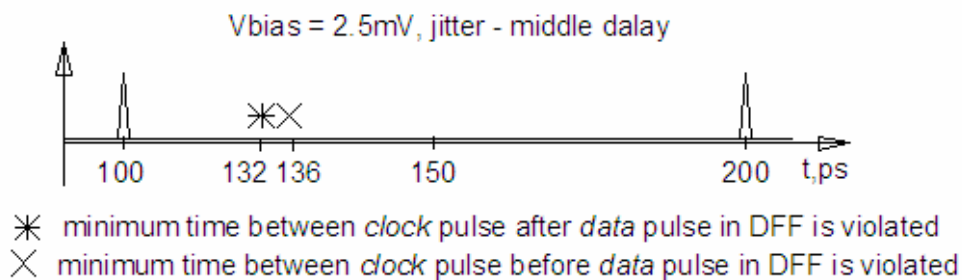 Vbias = 2.5mV, jitter - middle dalay
100 132 136 150 200 t,ps
minimum time between clock pulse after data pulse in DFF is violated
minimum time between clock pulse before data pulse in DFF is violated